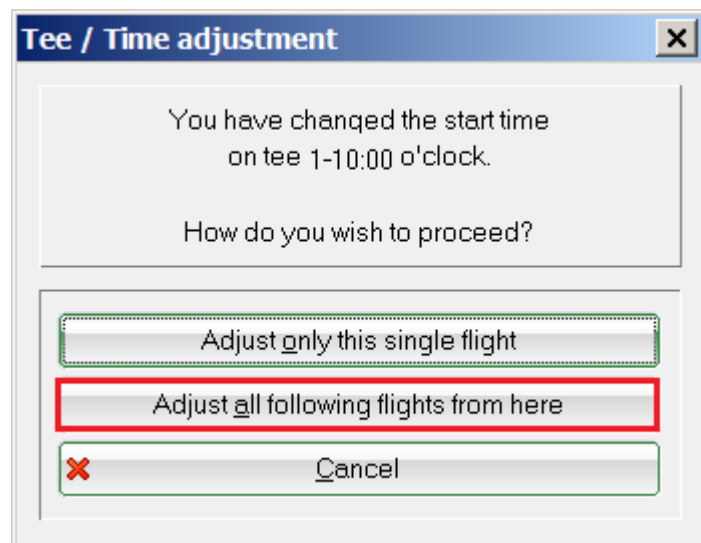 Tee / Time adjustment
You have changed the start time
on tee 1-10:00 o'clock.
How do you wish to proceed?
Adjust only this single flight
Adjust all following flights from here
Cancel